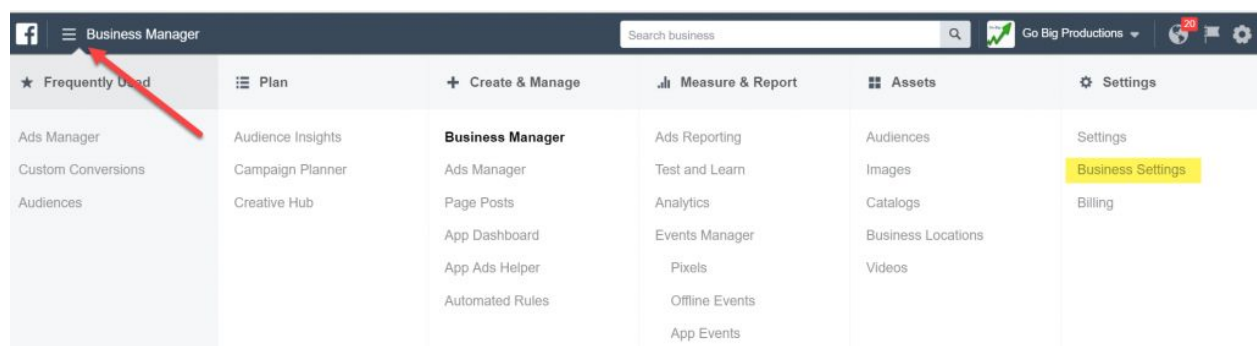 f Business Manager
Search business
Go Big Productions
20
Frequently Used
Ads Manager
Custom Conversions
Audiences
Plan
Audience Insights
Campaign Planner
Creative Hub
Create & Manage
Business Manager
Ads Manager
Page Posts
App Dashboard
App Ads Helper
Automated Rules
Measure & Report
Ads Reporting
Test and Learn
Analytics
Events Manager
Pixels
Offline Events
App Events
Assets
Audiences
Images
Catalogs
Business Locations
Videos
Settings
Settings
Business Settings
Billing